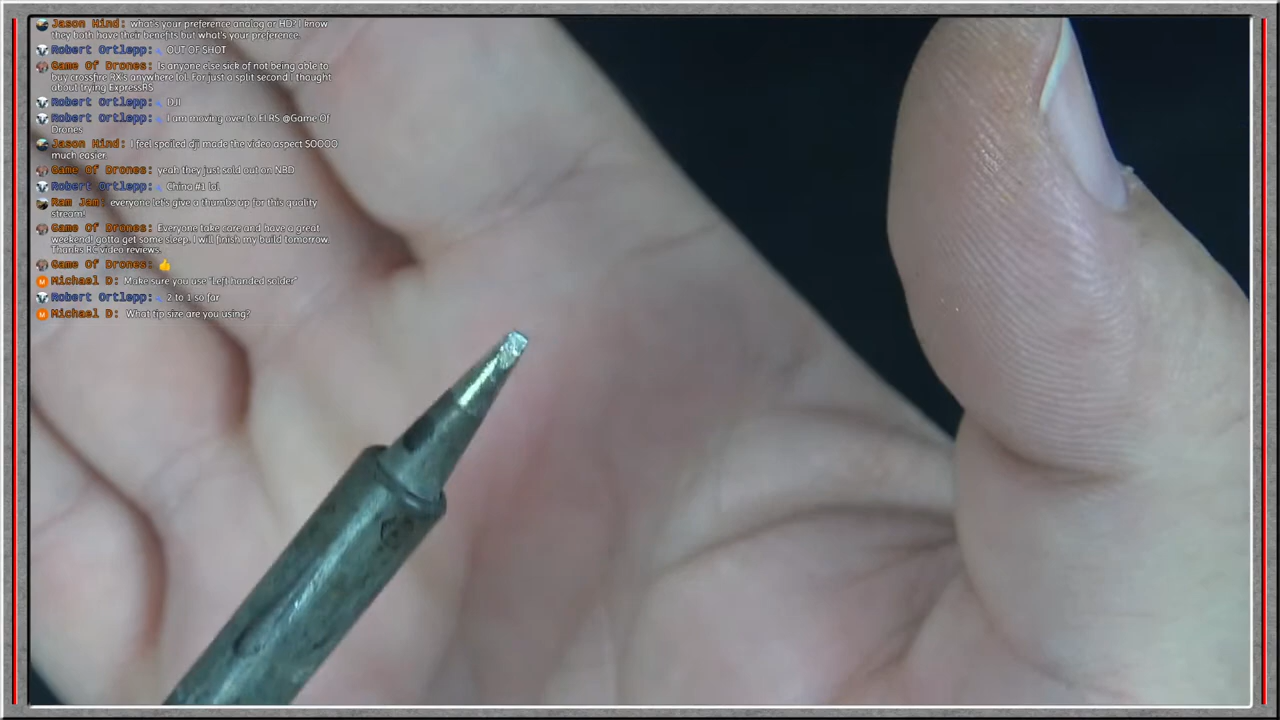 Jason Hind: what's your preference analog or HD? I know
they both have their benefits but what's your preference.
Robert Ortlepp: OUT OF SHOT
Game Of Drones: Is anyone else sick of not being able to
buy crossfire RX's anywhere lol. For just a split second I thought
about trying ExpressRS
Robert Ortlepp: DJI
Robert Ortlepp: I am moving over to ELRS @Game Of
Drones
Jason Hind: I feel spoiled dji made the video aspect SOOOO
much easier.
Game Of Drones: yeah they just sold out on NBD
Robert Ortlepp: China #1 lol
Ram Jam: everyone let's give a thumbs up for this quality
stream!
Game Of Drones: Everyone take care and have a great
weekend! gotta get some sleep. I will finish my build tomorrow.
Thanks RC video reviews.
Game Of Drones: 👍
M Michael D: Make sure you use "left handed solder"
Robert Ortlepp: 2 to 1 so far
M Michael D: What tip size are you using?